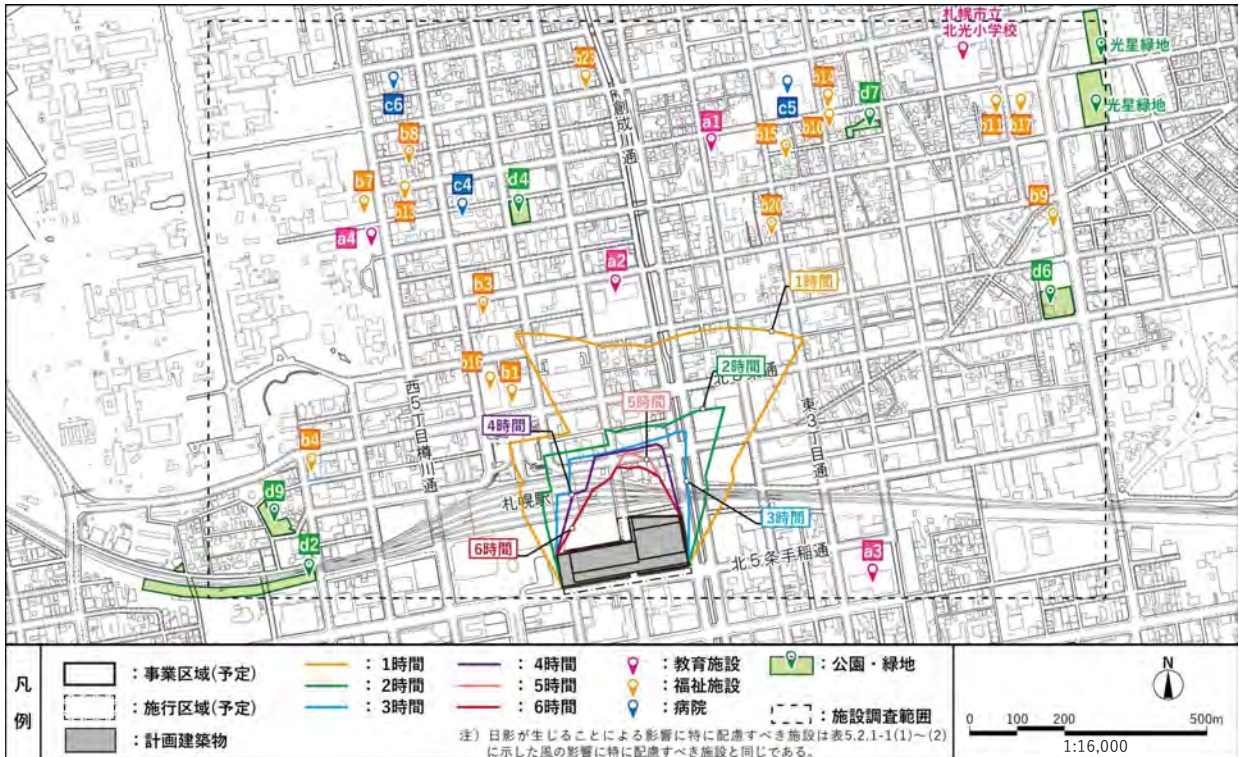 札幌市立
北光小学校
光星緑地
光星緑地
b23
c6
c5
b14
d7
b10
b15
a1
b11
b17
b8
b7
b13
c4
d4
a4
b20
b9
創成川通
a2
b3
d6
1時間
b16
b1
2時間
5時間
4時間
西5丁目樽川通
東3丁目通
b4
d9
d2
札幌駅
3時間
6時間
北5条手稲通
a3
凡例
：事業区域(予定)
：施行区域(予定)
：計画建築物
：1時間
：2時間
：3時間
：4時間
：5時間
：6時間
：教育施設
：福祉施設
：病院
：公園・緑地
：施設調査範囲
注）日影が生じることによる影響に特に配慮すべき施設は表5.2.1-1(1)～(2)
に示した風の影響に特に配慮すべき施設と同じである。
N
0 100 200 500m
1:16,000